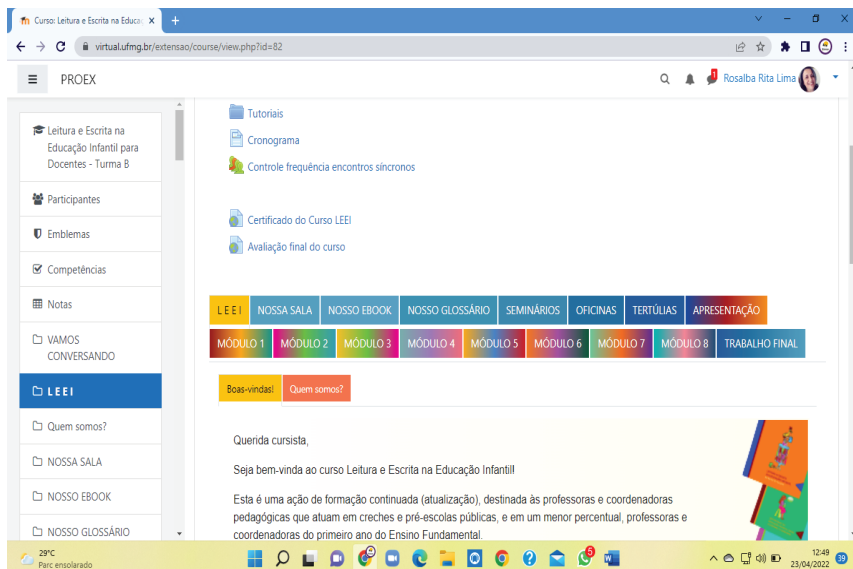 Curso: Leitura e Escrita na Educaç
virtual.ufmg.br/extensao/course/view.php?id=82
PROEX
Rosalba Rita Lima
Leitura e Escrita na
Educação Infantil para
Docentes - Turma B
Participantes
Emblemas
Competências
Notas
VAMOS
CONVERSANDO
L E E I
Quem somos?
NOSSA SALA
NOSSO EBOOK
NOSSO GLOSSÁRIO
Tutoriais
Cronograma
Controle frequência encontros síncronos
Certificado do Curso LEEI
Avaliação final do curso
L E E I NOSSA SALA NOSSO EBOOK NOSSO GLOSSÁRIO SEMINÁRIOS OFICINAS TERTÚLIAS APRESENTAÇÃO
MÓDULO 1 MÓDULO 2 MÓDULO 3 MÓDULO 4 MÓDULO 5 MÓDULO 6 MÓDULO 7 MÓDULO 8 TRABALHO FINAL
Boas-vindas! Quem somos?
Querida cursista,
Seja bem-vinda ao curso Leitura e Escrita na Educação Infantil!
Esta é uma ação de formação continuada (atualização), destinada às professoras e coordenadoras
pedagógicas que atuam em creches e pré-escolas públicas, e em um menor percentual, professoras e
coordenadoras do primeiro ano do Ensino Fundamental.
29°C
Parc ensolarado
12:49
23/04/2022
39